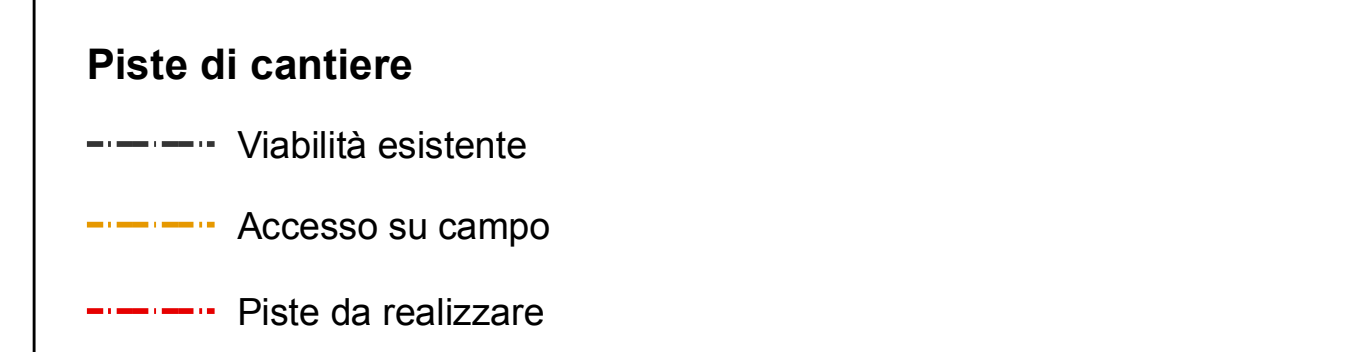 Piste di cantiere
Viabilità esistente
Accesso su campo
Piste da realizzare